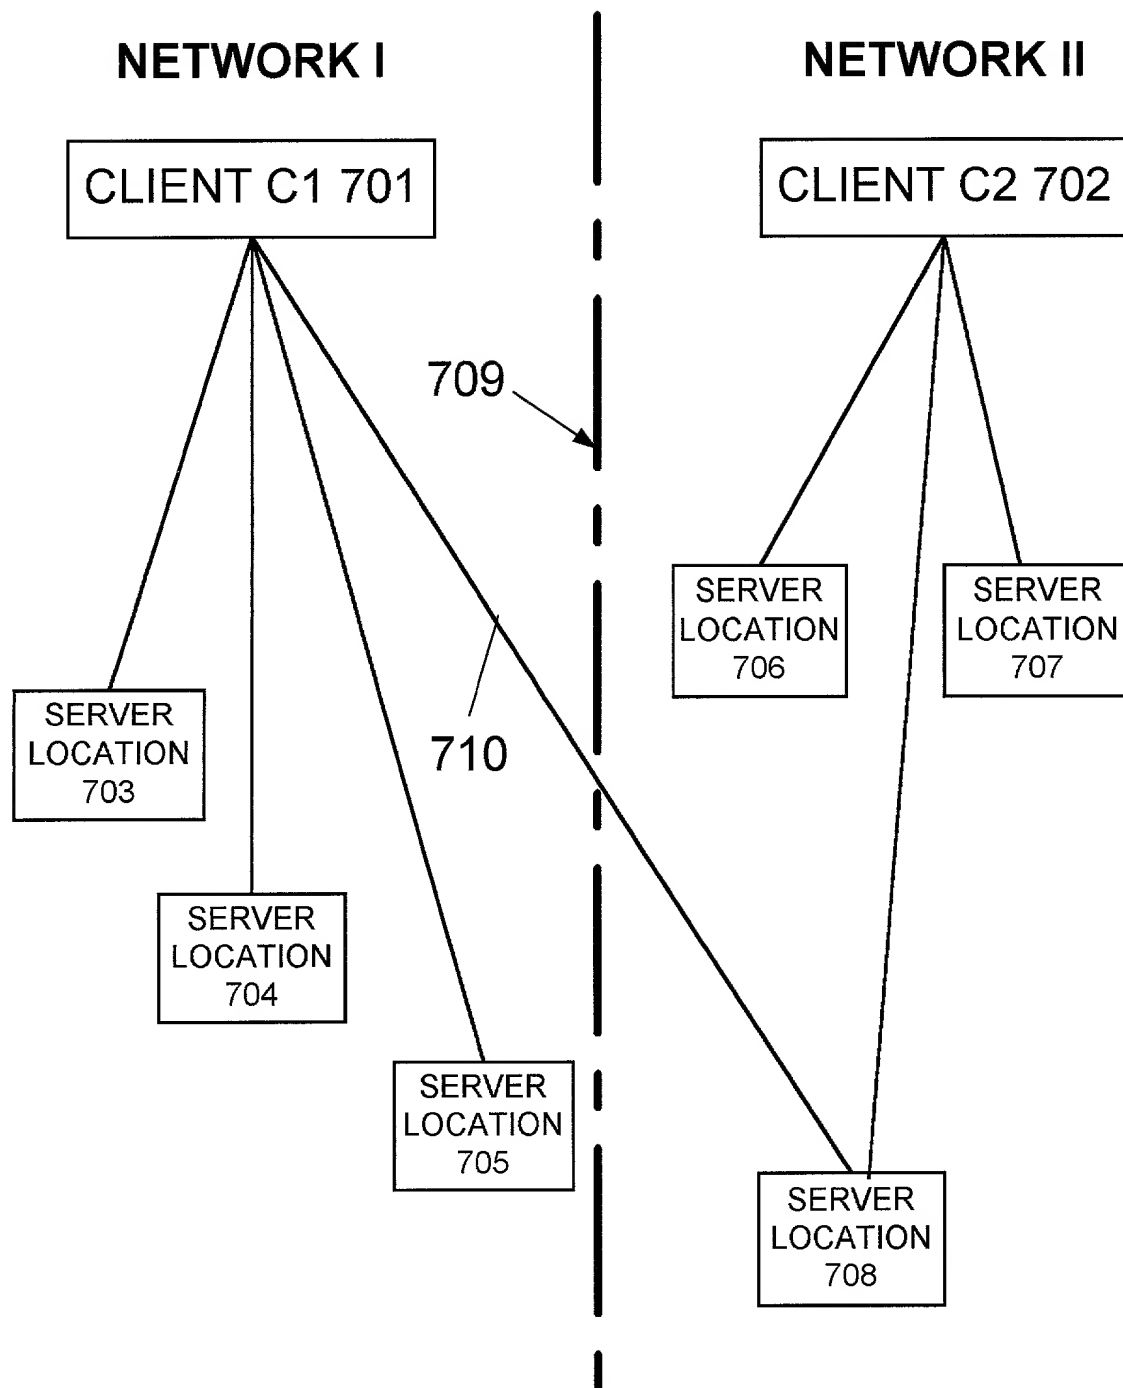 NETWORK I
NETWORK II
CLIENT C1 701
CLIENT C2 702
709
SERVER
LOCATION
706
SERVER
LOCATION
707
710
SERVER
LOCATION
703
SERVER
LOCATION
704
SERVER
LOCATION
705
SERVER
LOCATION
708